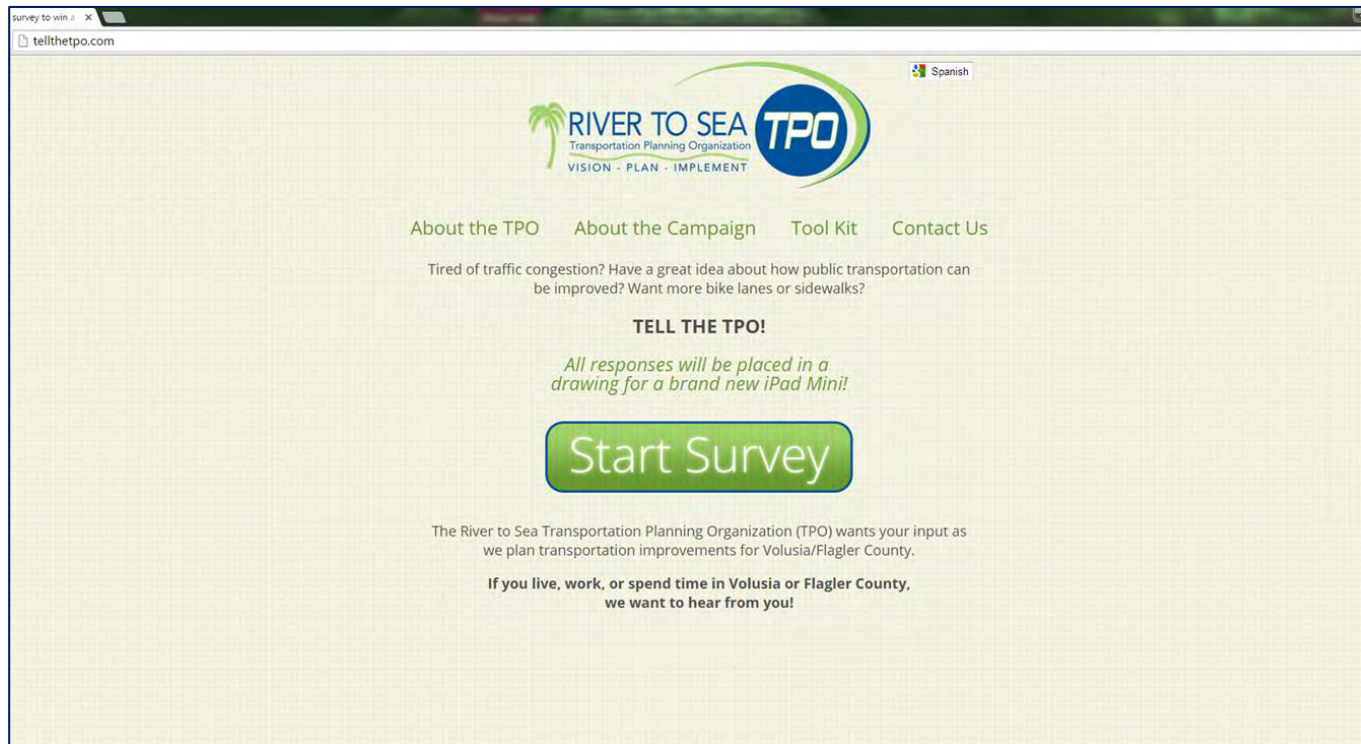 survey to win a
tellthetpo.com
Spanish
RIVER TO SEA
Transportation Planning Organization
VISION - PLAN - IMPLEMENT
TPO
About the TPO About the Campaign Tool Kit Contact Us
Tired of traffic congestion? Have a great idea about how public transportation can
be improved? Want more bike lanes or sidewalks?
TELL THE TPO!
All responses will be placed in a
drawing for a brand new iPad Mini!
Start Survey
The River to Sea Transportation Planning Organization (TPO) wants your input as
we plan transportation improvements for Volusia/Flagler County.
If you live, work, or spend time in Volusia or Flagler County,
we want to hear from you!